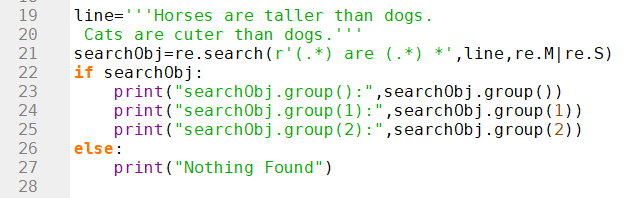 19 line='''Horses are taller than dogs.
20  Cats are cuter than dogs.'''
21 searchObj=re.search(r'(.*) are (.*) *',line,re.M|re.S)
22 if searchObj:
23     print("searchObj.group():",searchObj.group())
24     print("searchObj.group(1):",searchObj.group(1))
25     print("searchObj.group(2):",searchObj.group(2))
26 else:
27     print("Nothing Found")
28